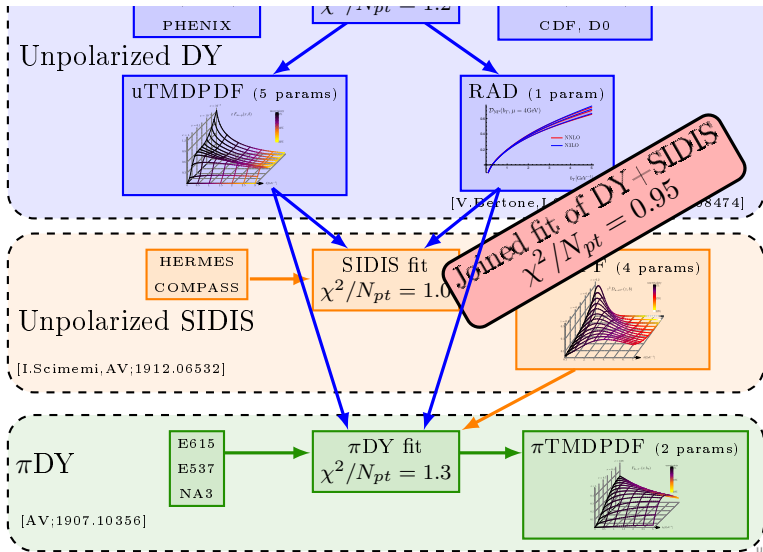 χ²/N_pt = 1.2
PHENIX
CDF, D0
Unpolarized DY
uTMDPDF (5 params)
RAD (1 param)
NNLO
N3LO
Joined fit of DY+SIDIS
χ²/N_pt = 0.95
[V.Bertone,I. 08474]
HERMES
COMPASS
SIDIS fit
χ²/N_pt = 1.0
F (4 params)
Unpolarized SIDIS
[I.Scimemi,AV;1912.06532]
E615
E537
NA3
πDY
πDY fit
χ²/N_pt = 1.3
πTMDPDF (2 params)
[AV;1907.10356]